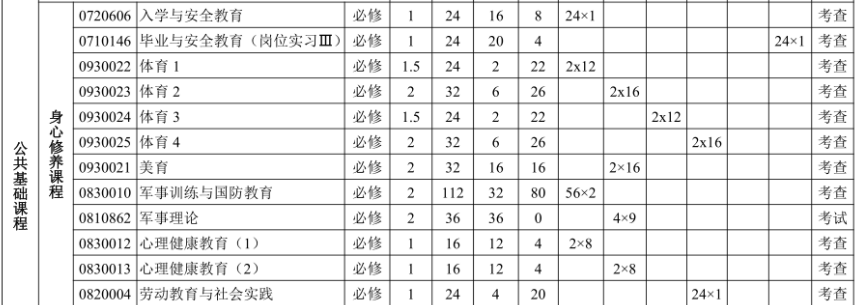 公共基础课程
身心修养课程
0720606 入学与安全教育 必修 1 24 16 8 24×1 考查
0710146 毕业与安全教育（岗位实习Ⅲ） 必修 1 24 20 4 24×1 考查
0930022 体育 1 必修 1.5 24 2 22 2x12 考查
0930023 体育 2 必修 2 32 6 26 2x16 考查
0930024 体育 3 必修 1.5 24 2 22 2x12 考查
0930025 体育 4 必修 2 32 6 26 2x16 考查
0930021 美育 必修 2 32 16 16 2×16 考查
0830010 军事训练与国防教育 必修 2 112 32 80 56×2 考查
0810862 军事理论 必修 2 36 36 0 4×9 考试
0830012 心理健康教育（1） 必修 1 16 12 4 2×8 考查
0830013 心理健康教育（2） 必修 1 16 12 4 2×8 考查
0820004 劳动教育与社会实践 必修 1 24 4 20 24×1 考查